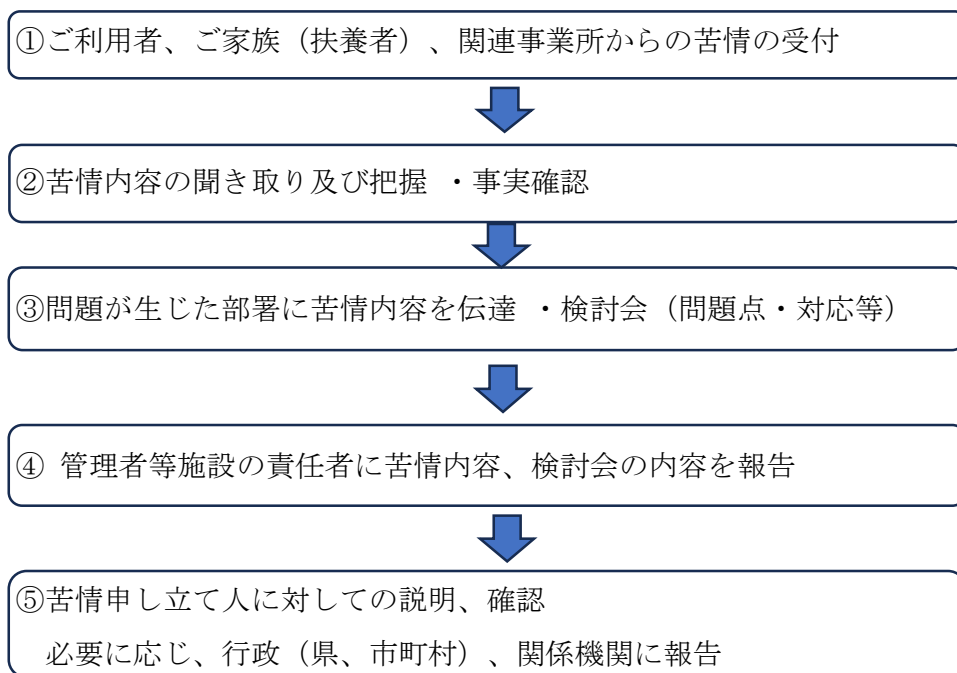 ①ご利用者、ご家族（扶養者）、関連事業所からの苦情の受付
②苦情内容の聞き取り及び把握 ・事実確認
③問題が生じた部署に苦情内容を伝達 ・検討会（問題点・対応等）
④ 管理者等施設の責任者に苦情内容、検討会の内容を報告
⑤苦情申し立て人に対しての説明、確認
必要に応じ、行政（県、市町村）、関係機関に報告